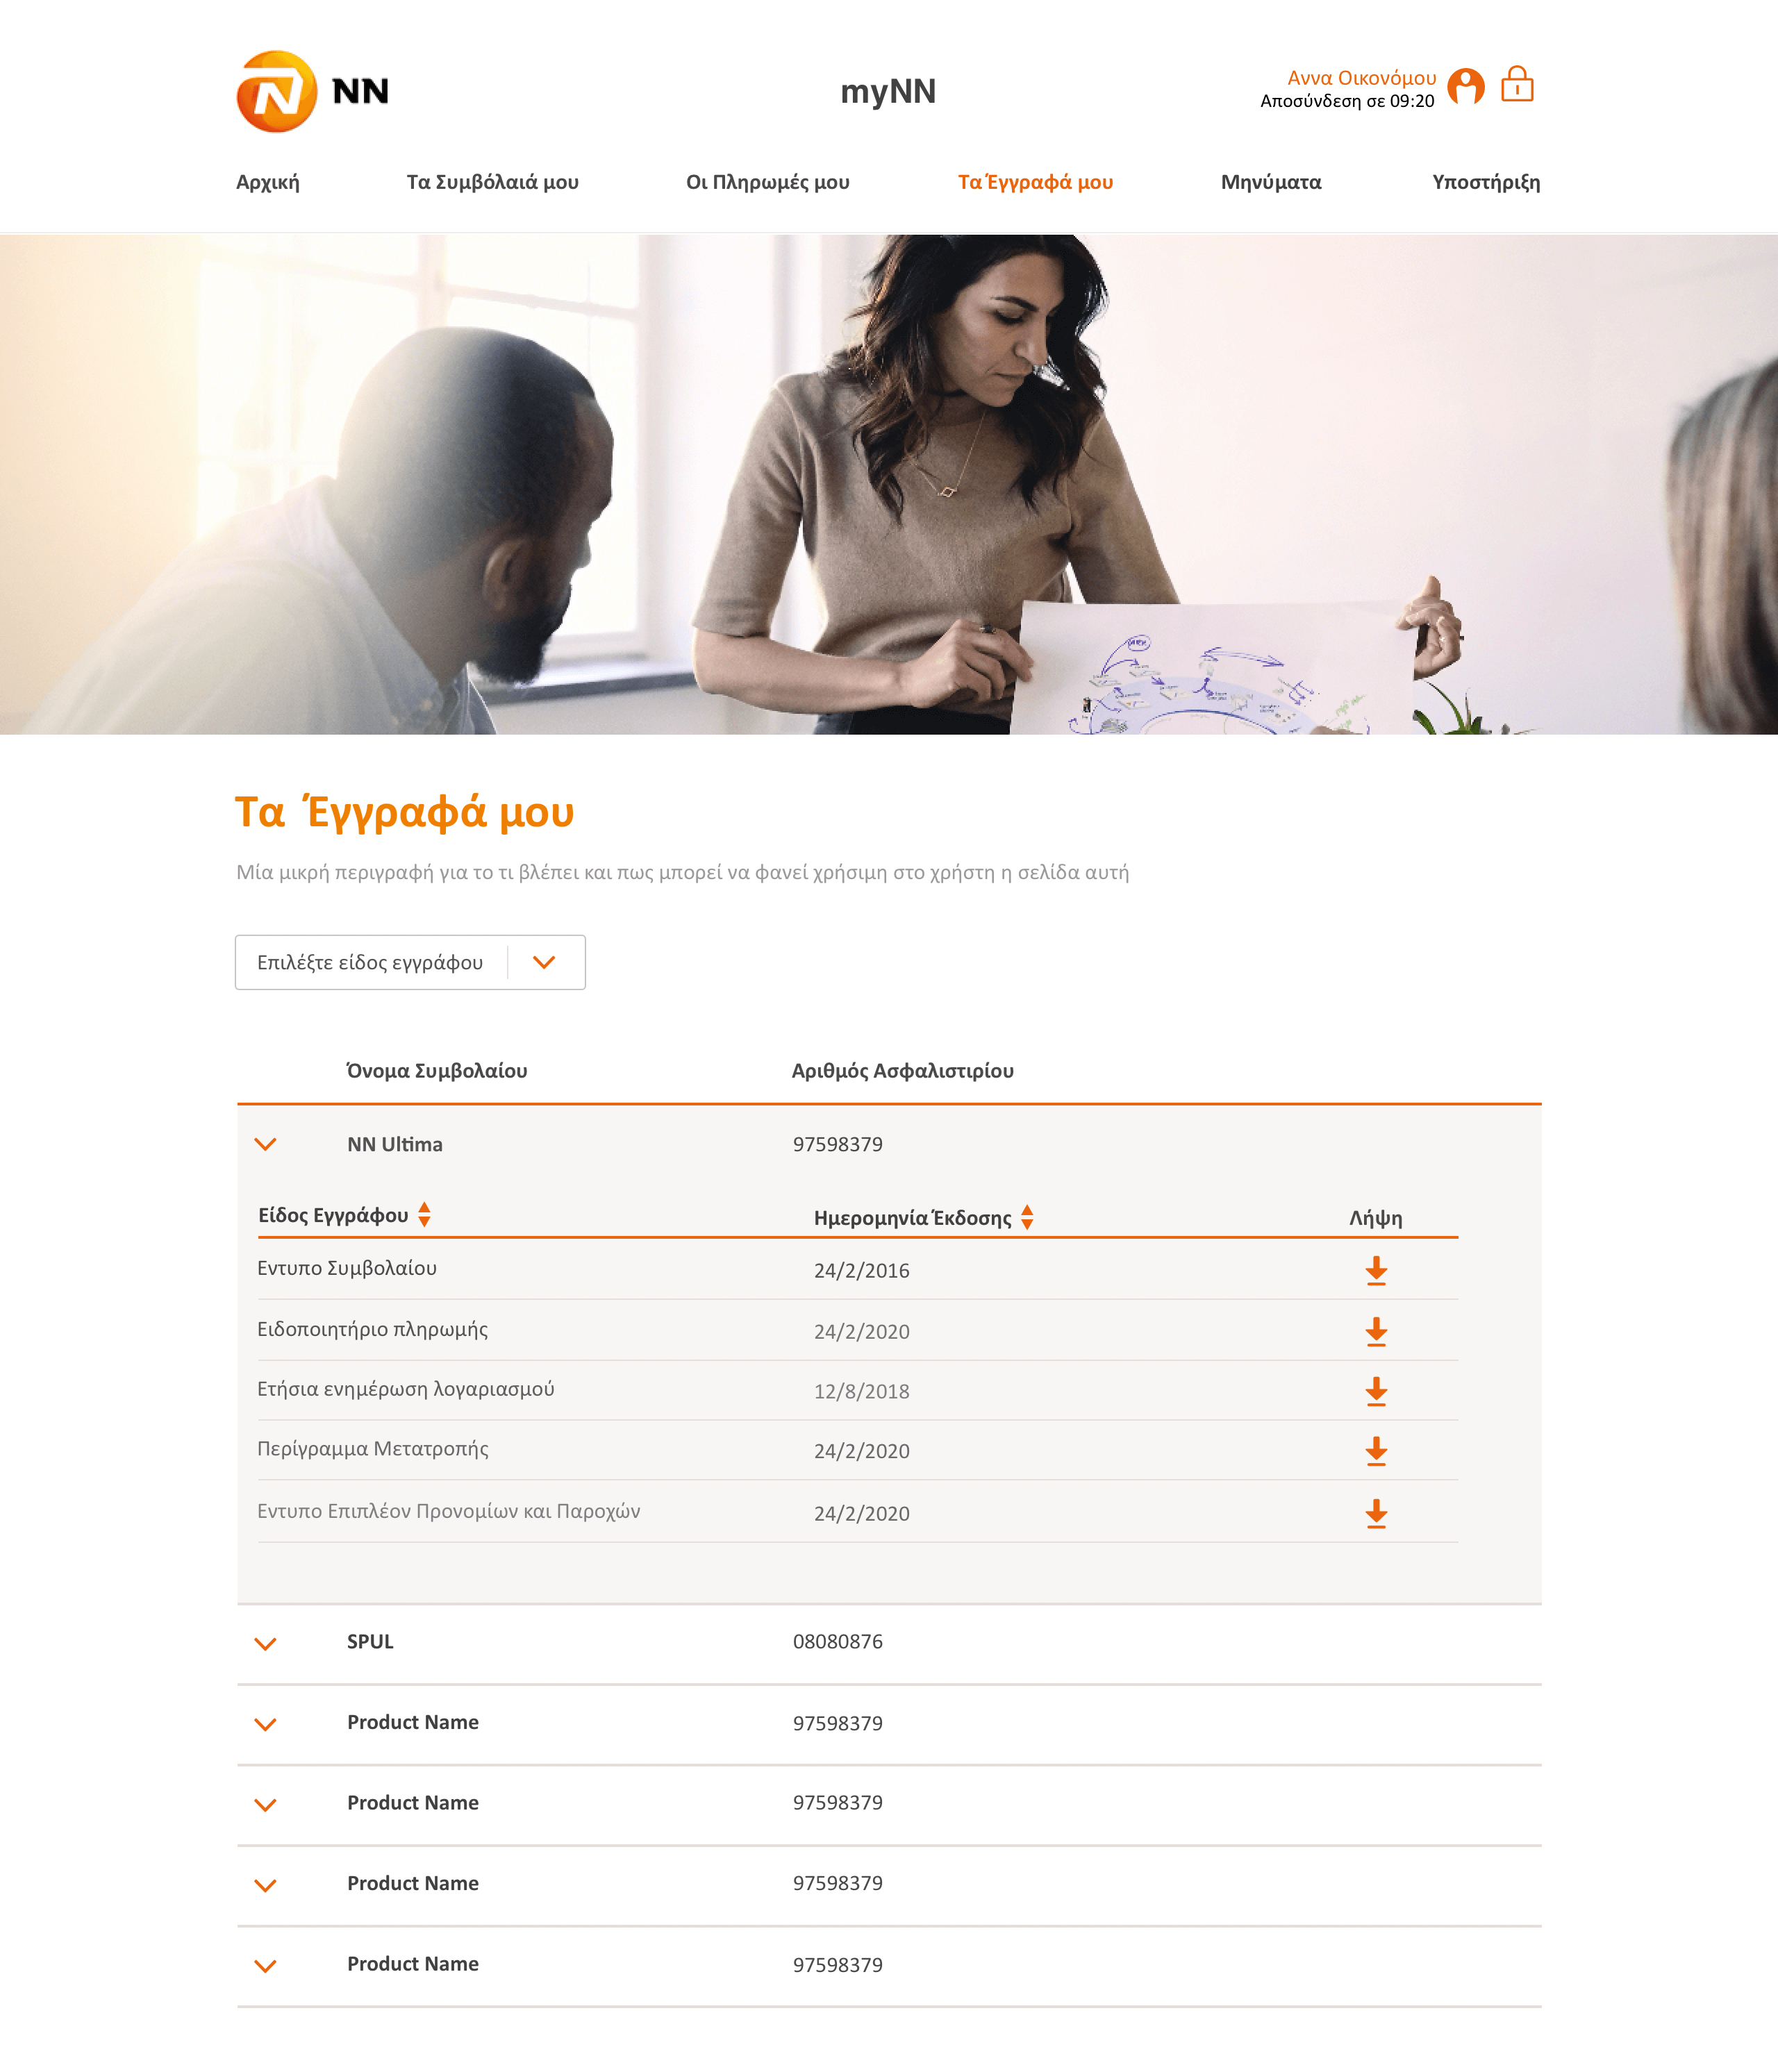 NN
myNN
Αννα Οικονόμου
Αποσύνδεση σε 09:20
Αρχική Τα Συμβόλαιά μου Οι Πληρωμές μου Τα Έγγραφά μου Μηνύματα Υποστήριξη
Τα Έγγραφά μου
Μία μικρή περιγραφή για το τι βλέπει και πως μπορεί να φανεί χρήσιμη στο χρήστη η σελίδα αυτή
Επιλέξτε είδος εγγράφου
Όνομα Συμβολαίου Αριθμός Ασφαλιστιρίου
NN Ultima 97598379
Είδος Εγγράφου Ημερομηνία Έκδοσης Λήψη
Εντυπο Συμβολαίου 24/2/2016
Ειδοποιητήριο πληρωμής 24/2/2020
Ετήσια ενημέρωση λογαριασμού 12/8/2018
Περίγραμμα Μετατροπής 24/2/2020
Εντυπο Επιπλέον Προνομίων και Παροχών 24/2/2020
SPUL 08080876
Product Name 97598379
Product Name 97598379
Product Name 97598379
Product Name 97598379